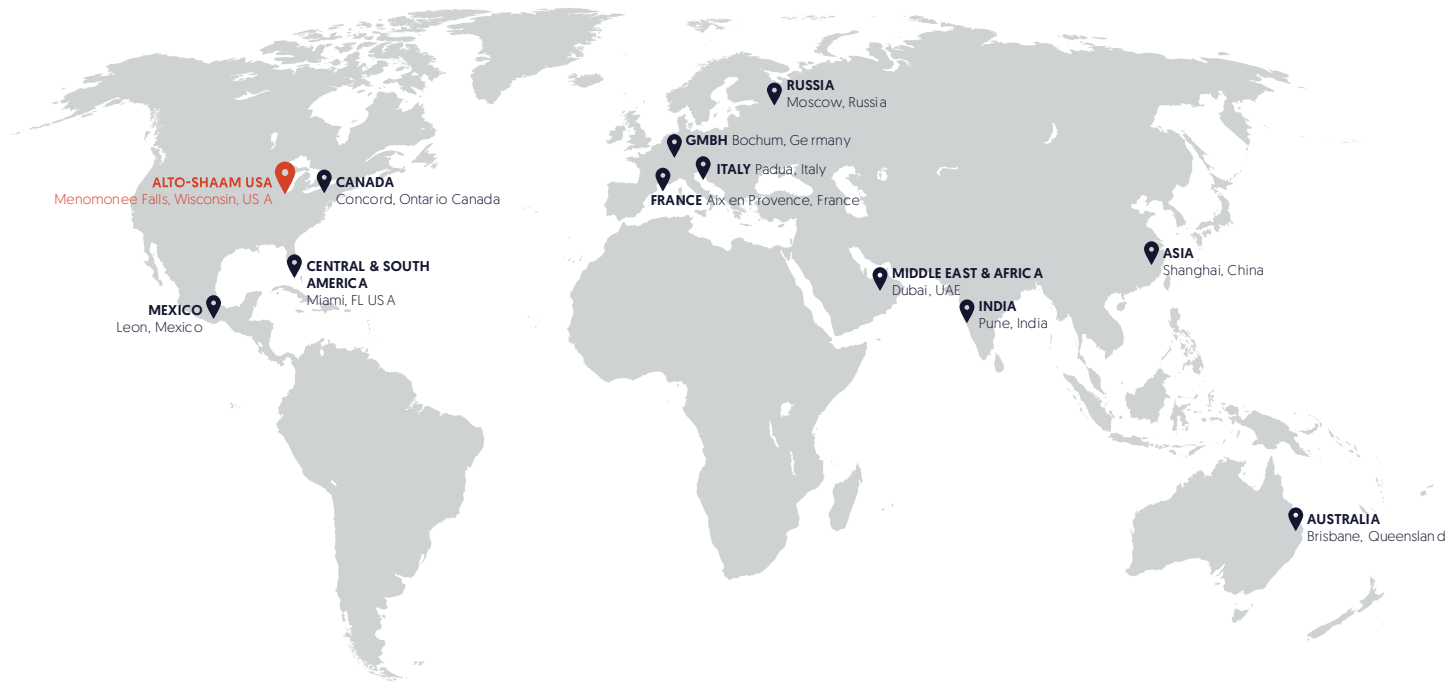 RUSSIA
Moscow, Russia
GMBH Bochum, Germany
ITALY Padua, Italy
FRANCE Aix en Provence, France
ALTO-SHAAM USA
Menomonee Falls, Wisconsin, USA
CANADA
Concord, Ontario Canada
CENTRAL & SOUTH
AMERICA
Miami, FL USA
MEXICO
Leon, Mexico
MIDDLE EAST & AFRICA
Dubai, UAE
INDIA
Pune, India
ASIA
Shanghai, China
AUSTRALIA
Brisbane, Queensland